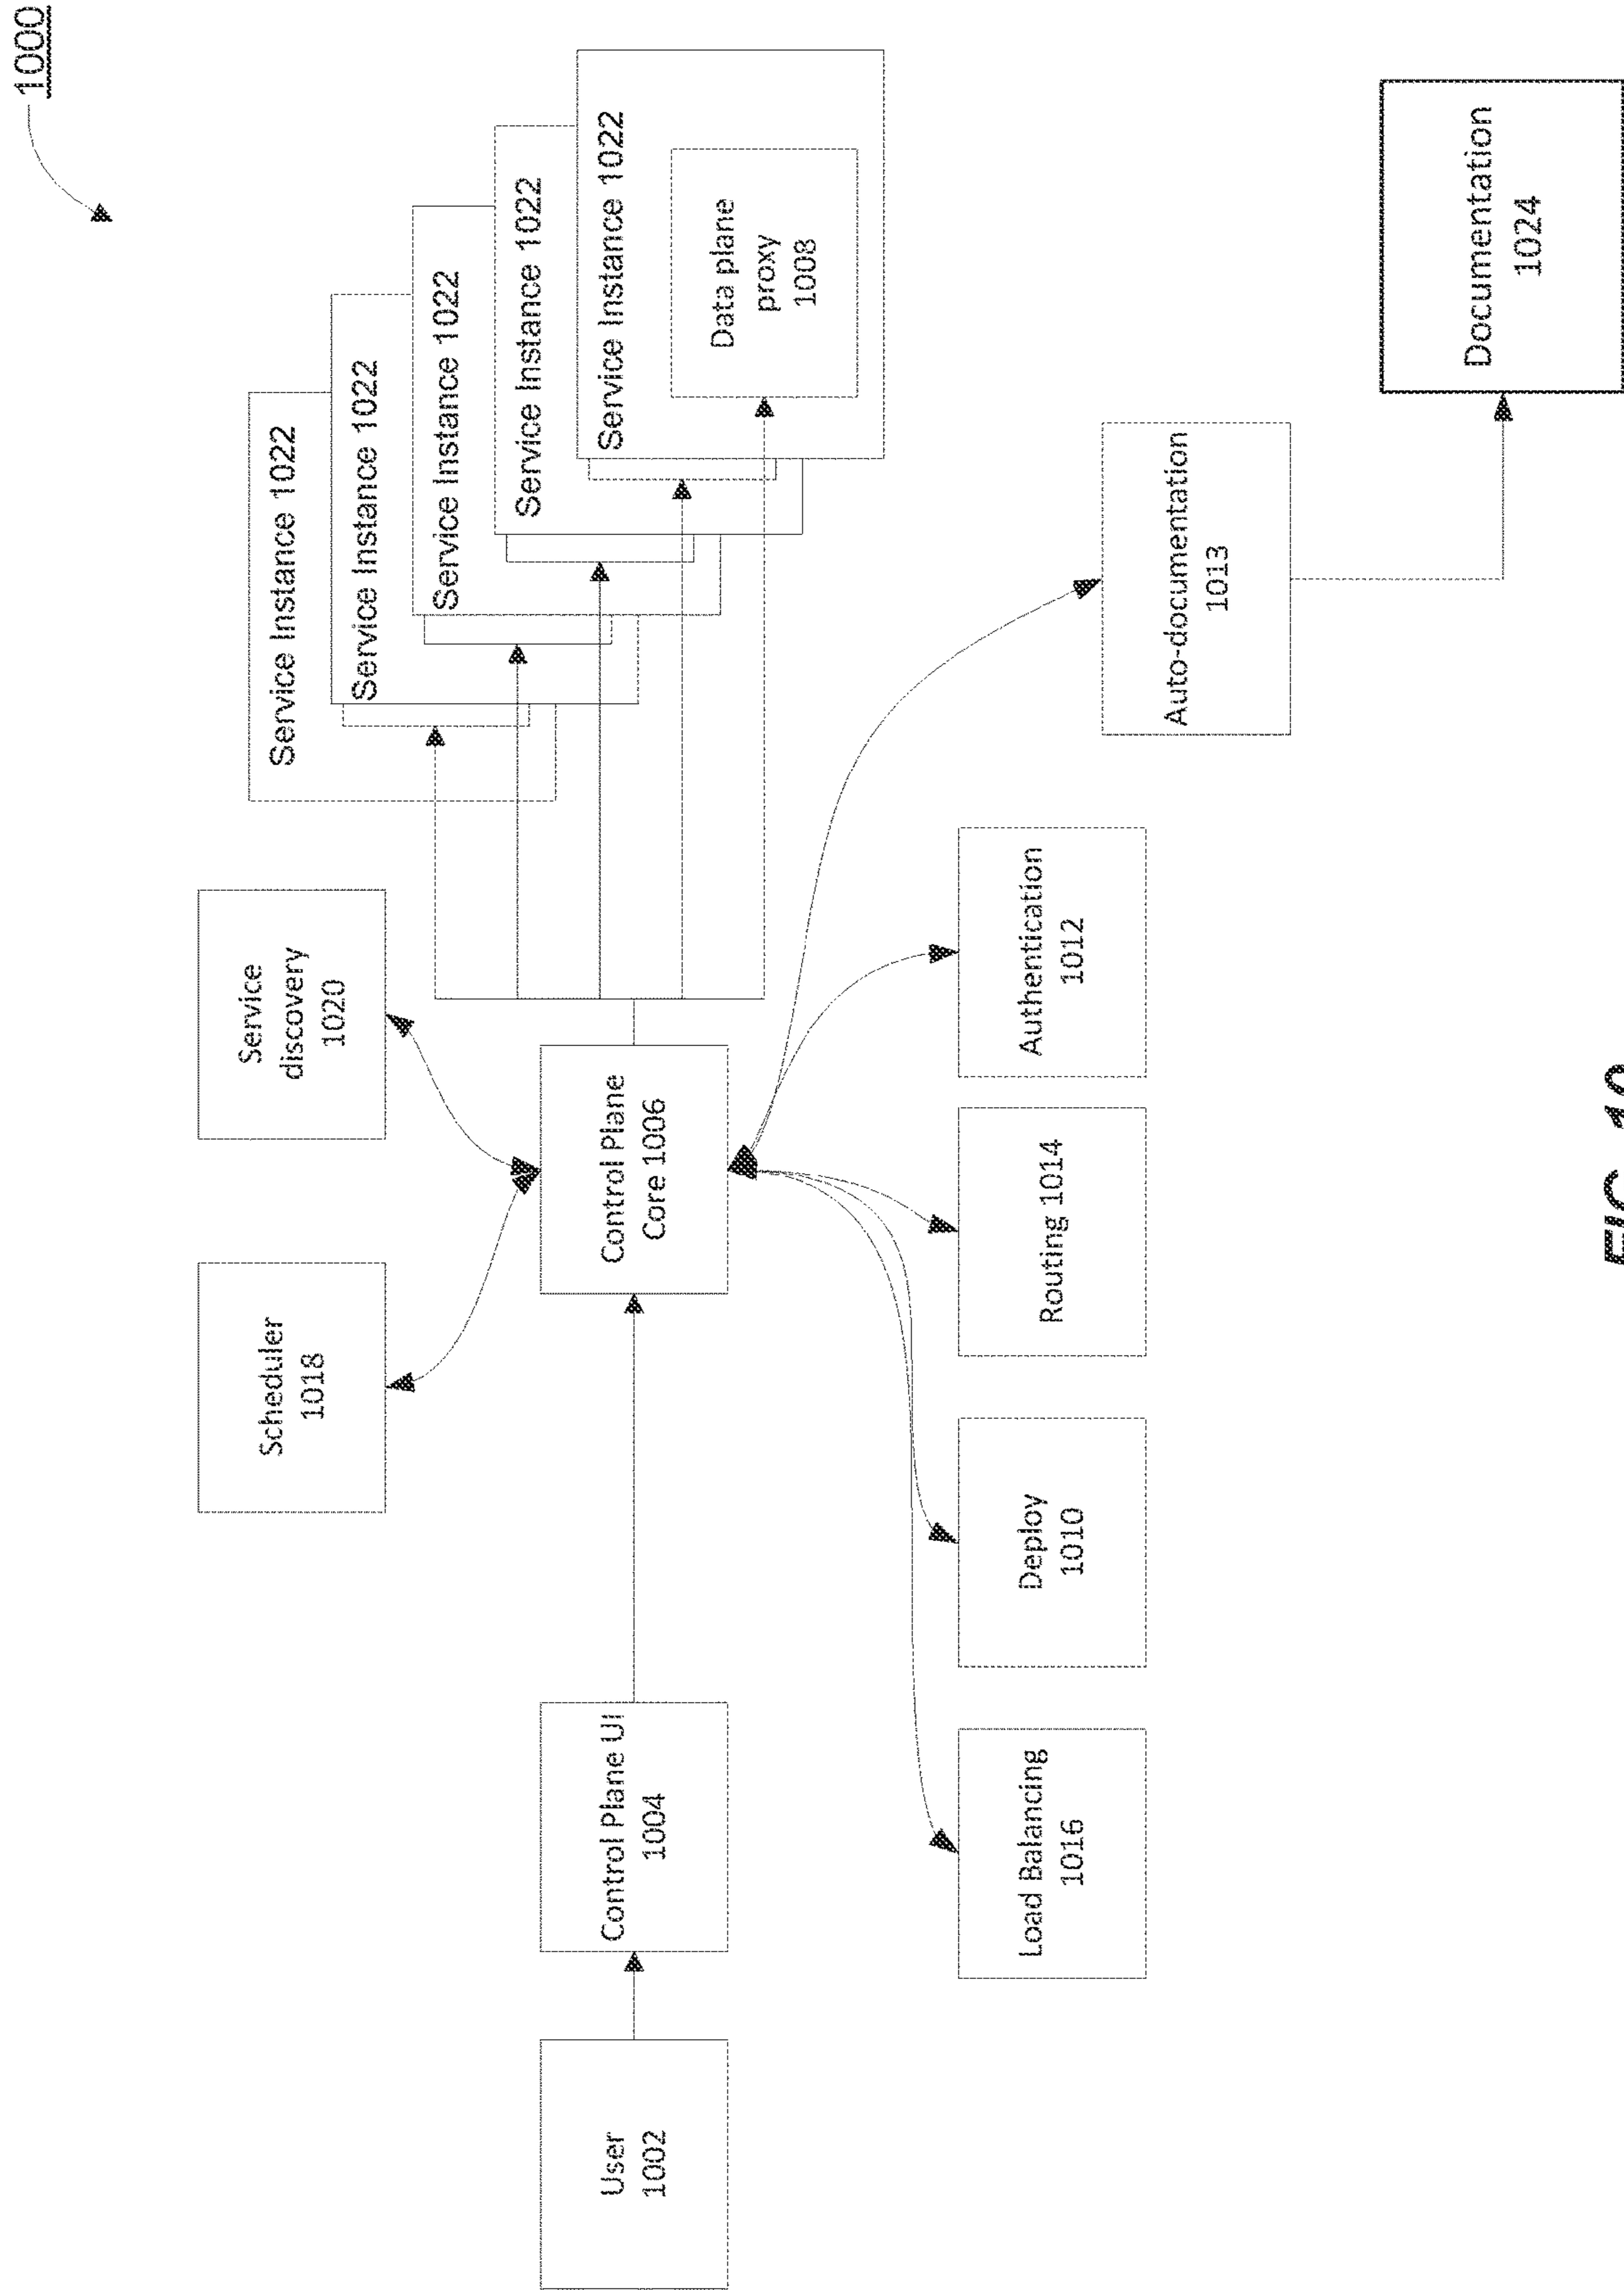 1000
Scheduler
1018
Service
discovery
1020
Service Instance 1022
Service Instance 1022
Service Instance 1022
Service Instance 1022
Service Instance 1022
Data plane
proxy
1008
User
1002
Control Plane UI
1004
Control Plane
Core 1006
Load Balancing
1016
Deploy
1010
Routing 1014
Authentication
1012
Auto-documentation
1013
Documentation
1024
FIG. 10